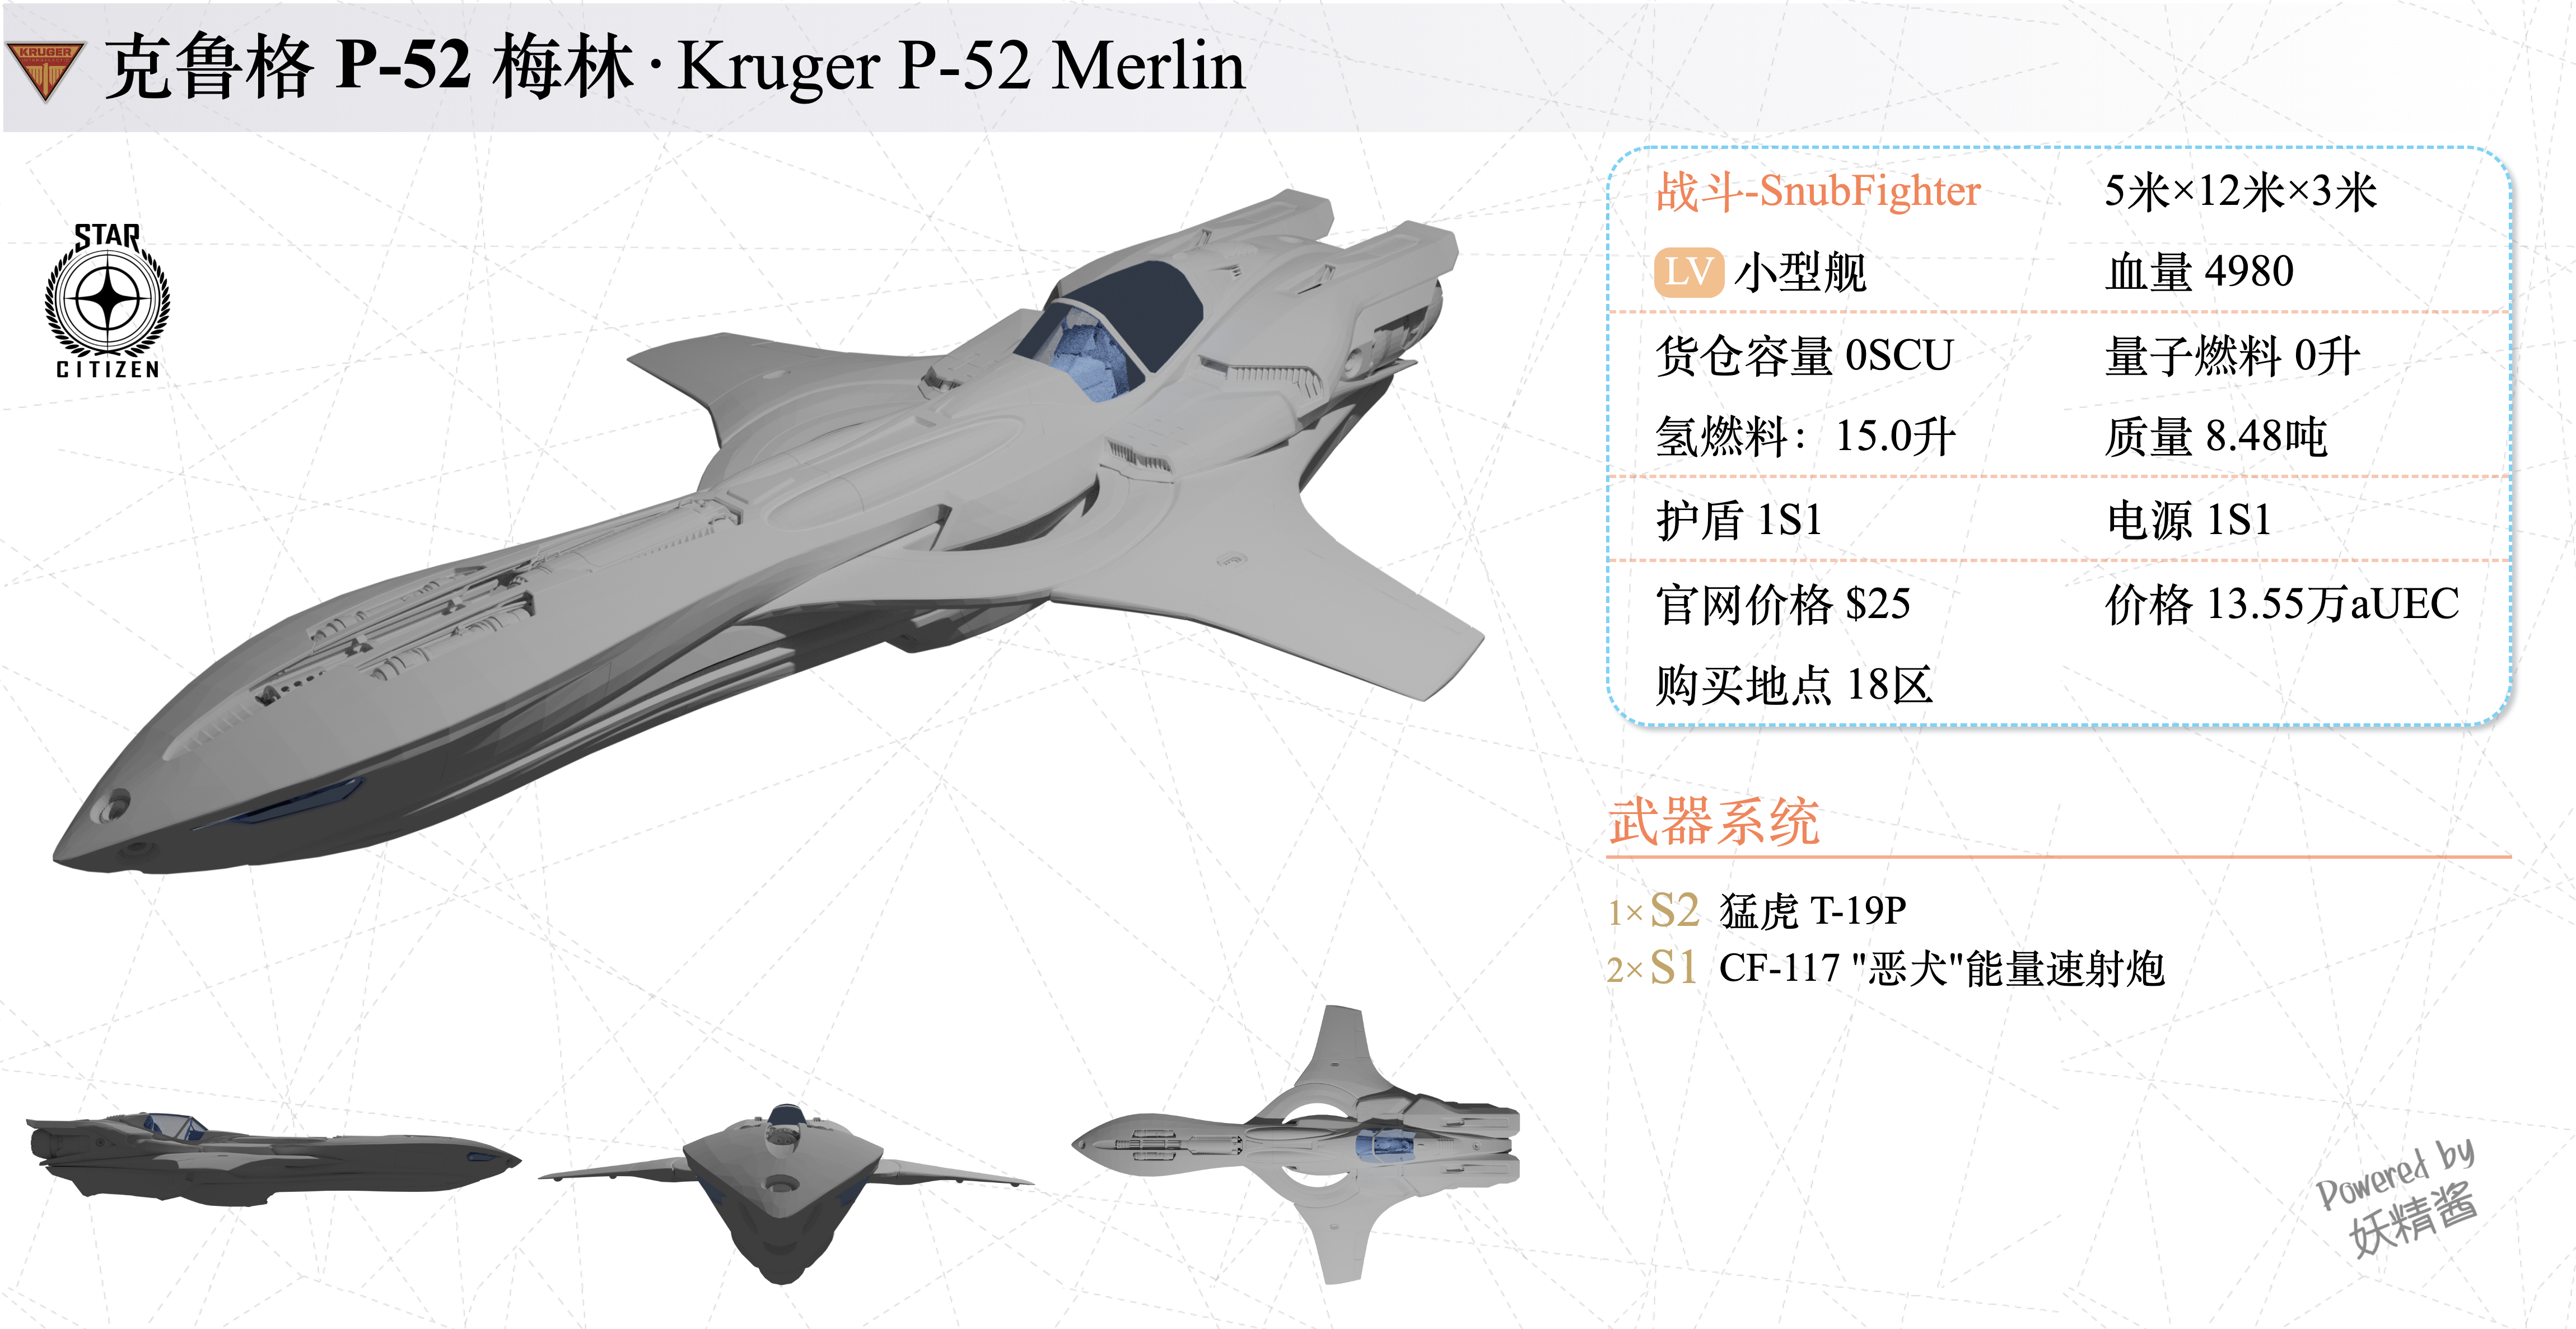 KRUGER
克鲁格 P-52 梅林 · Kruger P-52 Merlin
STAR
CITIZEN
战斗-SnubFighter 5米×12米×3米
LV 小型舰 血量 4980
货仓容量 0SCU 量子燃料 0升
氢燃料：15.0升 质量 8.48吨
护盾 1S1 电源 1S1
官网价格 $25 价格 13.55万aUEC
购买地点 18区
武器系统
1× S2 猛虎 T-19P
2× S1 CF-117 "恶犬"能量速射炮
Powered by
妖精酱